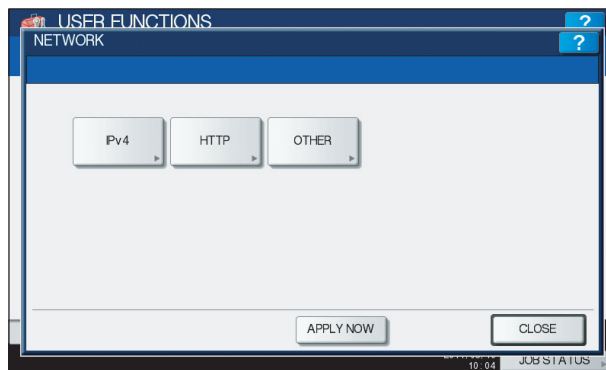 USER FUNCTIONS
?
NETWORK
?
IPv4
HTTP
OTHER
APPLY NOW
CLOSE
10:04
JOB STATUS